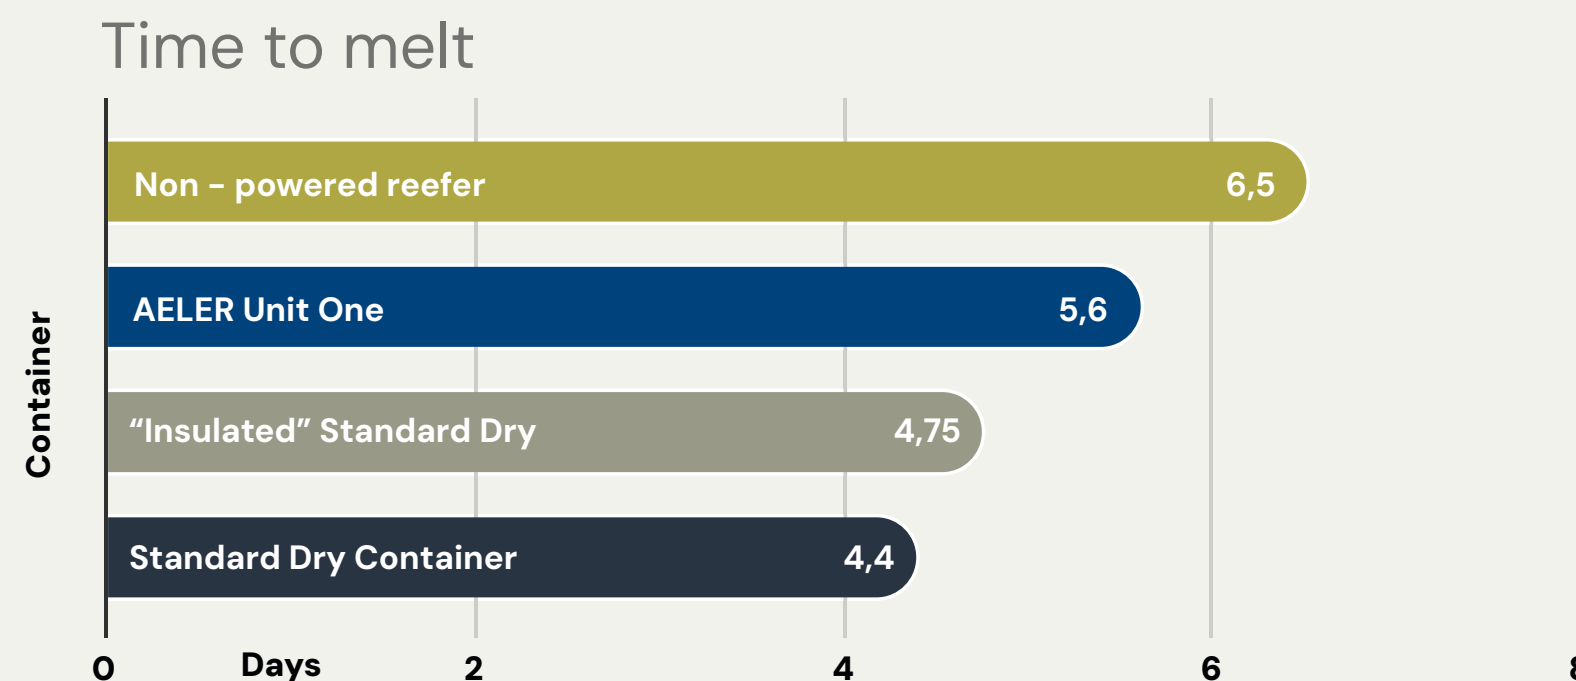 Time to melt
Non - powered reefer 6,5
AELER Unit One 5,6
“Insulated” Standard Dry 4,75
Standard Dry Container 4,4
Container
0 2 4 6 8
Days